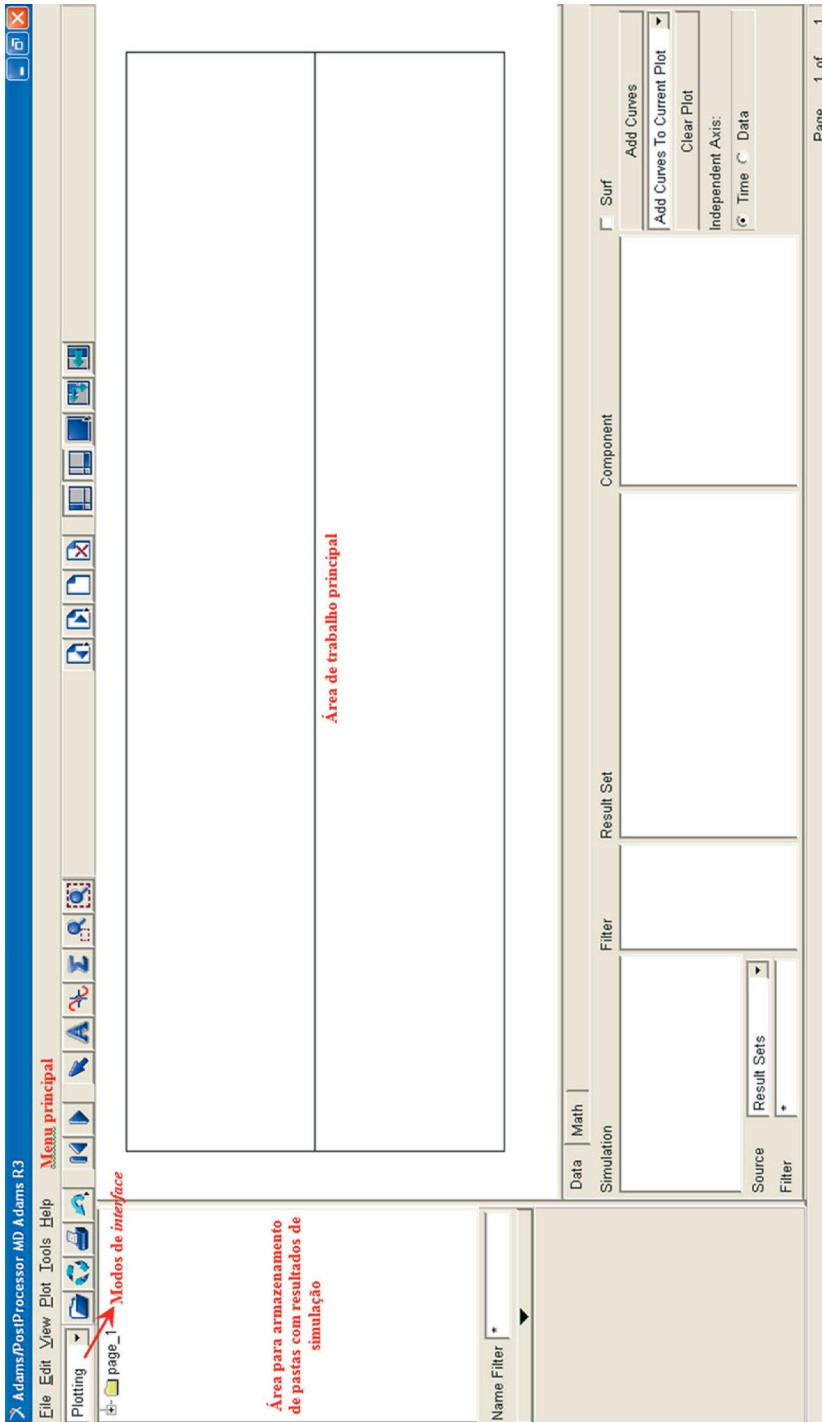 Adams/PostProcessor MD Adams R3
File Edit View Plot Tools Help
Menu principal
Plotting
Modos de interface
page_1
Área para armazenamento
de pastas com resultados de
simulação
Área de trabalho principal
Name Filter *
Data Math
Simulation Filter Result Set Component
Surf
Add Curves
Add Curves To Current Plot
Clear Plot
Independent Axis:
Time Data
Source Result Sets
Filter *
Page 1 of 1